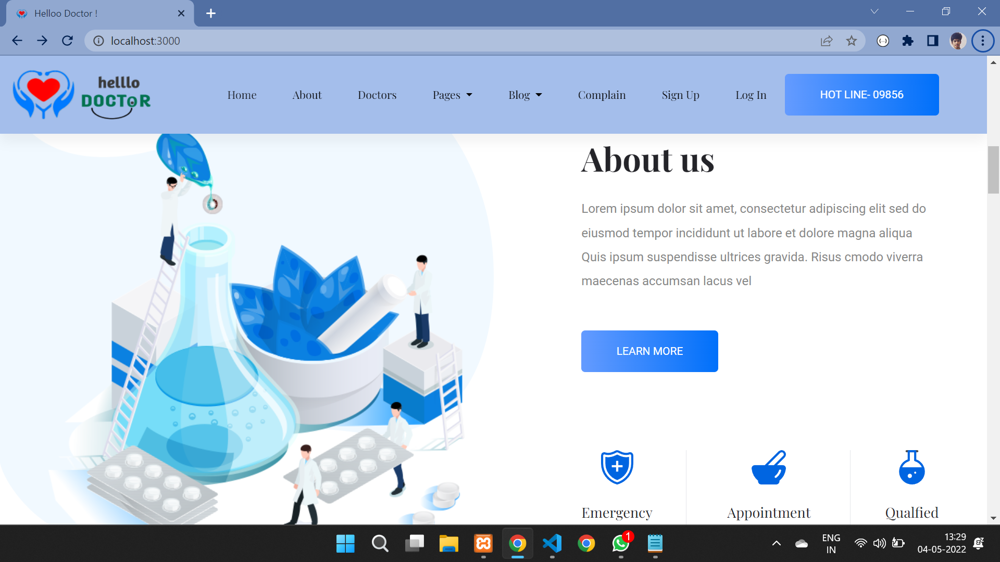 Helloo Doctor !
localhost:3000
helllo
DOCToR
Home About Doctors Pages Blog Complain Sign Up Log In HOT LINE- 09856
About us
Lorem ipsum dolor sit amet, consectetur adipiscing elit sed do
eiusmod tempor incididunt ut labore et dolore magna aliqua
Quis ipsum suspendisse ultrices gravida. Risus cmodo viverra
maecenas accumsan lacus vel
LEARN MORE
Emergency Appointment Qualfied
1
ENG
IN
13:29
04-05-2022